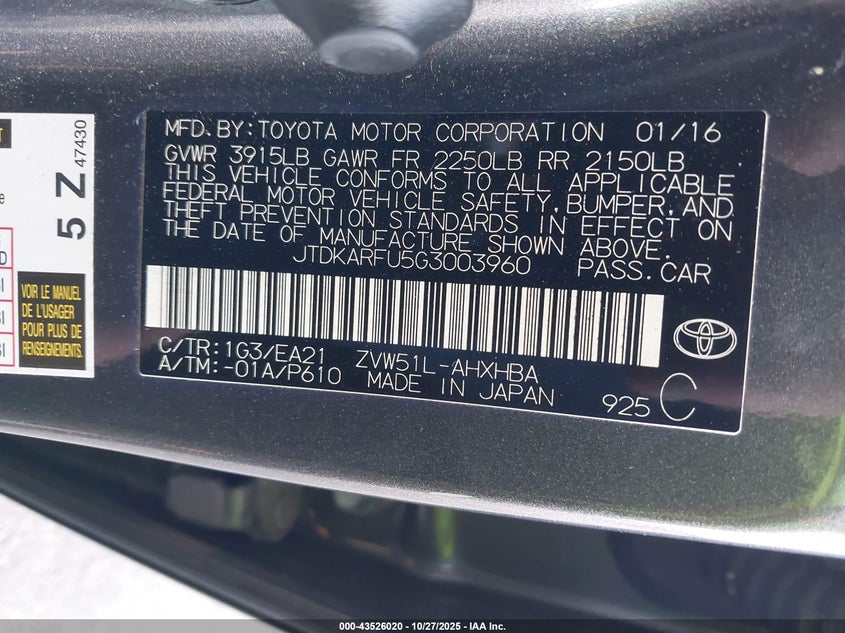 5 Z 47430
VOIR LE MANUEL
DE L'USAGER
POUR PLUS DE
RENSEIGNEMENTS.
MFD.BY:TOYOTA MOTOR CORPORATION 01/16
GVWR 3915LB GAWR FR 2250LB RR 2150LB
THIS VEHICLE CONFORMS TO ALL APPLICABLE
FEDERAL MOTOR VEHICLE SAFETY,BUMPER,AND
THEFT PREVENTION STANDARDS IN EFFECT ON
THE DATE OF MANUFACTURE SHOWN ABOVE.
JTDKARFU5G3003960 PASS.CAR
C/TR:1G3/EA21 ZVW51L-AHXHBA
A/TM:-01A/P610 MADE IN JAPAN
925 C
000-43526020 - 10/27/2025 - IAA Inc.